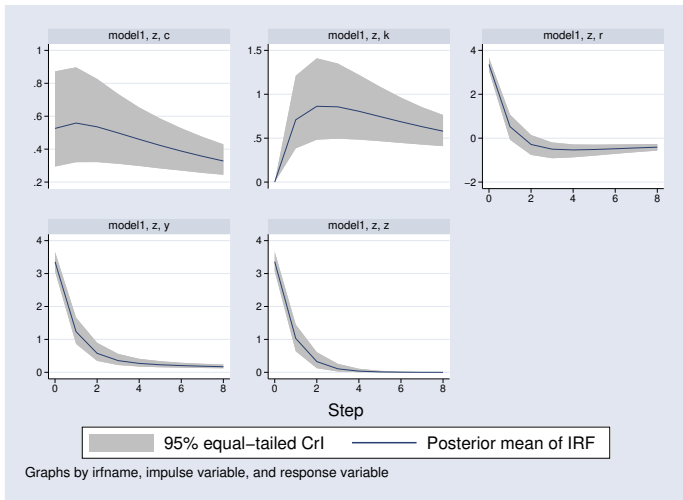 model1, z, c
model1, z, k
model1, z, r
1
.8
.6
.4
.2
1.5
1
.5
0
4
2
0
−2
0 2 4 6 8
model1, z, y
model1, z, z
4
3
2
1
0
0 2 4 6 8
4
3
2
1
0
0 2 4 6 8
Step
95% equal−tailed CrI
Posterior mean of IRF
Graphs by irfname, impulse variable, and response variable